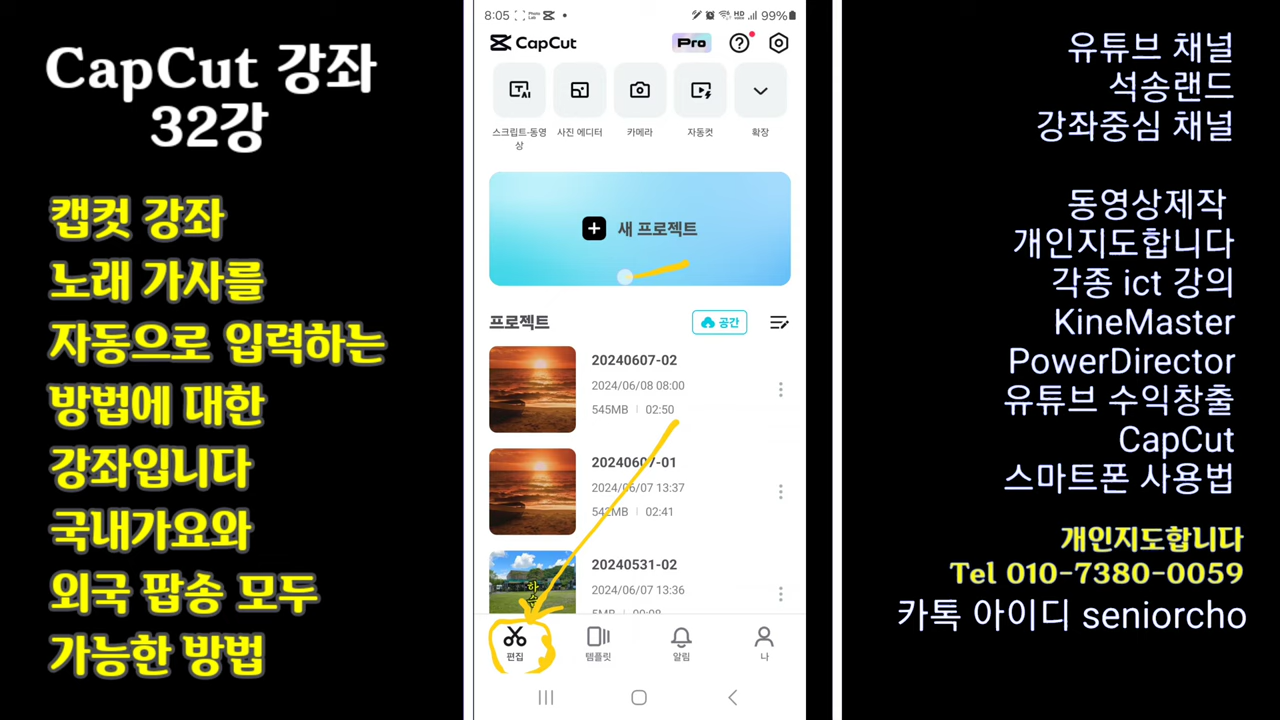 CapCut 강좌
32강
캡컷 강좌
노래 가사를
자동으로 입력하는
방법에 대한
강좌입니다
국내가요와
외국 팝송 모두
가능한 방법
8:05
99%
CapCut
Pro
스크립트-동영상
사진 에디터
카메라
자동컷
확장
새 프로젝트
프로젝트
공간
20240607-02
2024/06/08 08:00
545MB | 02:50
20240607-01
2024/06/07 13:37
542MB | 02:41
20240531-02
2024/06/07 13:36
편집
템플릿
알림
나
유튜브 채널
석송랜드
강좌중심 채널
동영상제작
개인지도합니다
각종 ict 강의
KineMaster
PowerDirector
유튜브 수익창출
CapCut
스마트폰 사용법
개인지도합니다
Tel 010-7380-0059
카톡 아이디 seniorcho